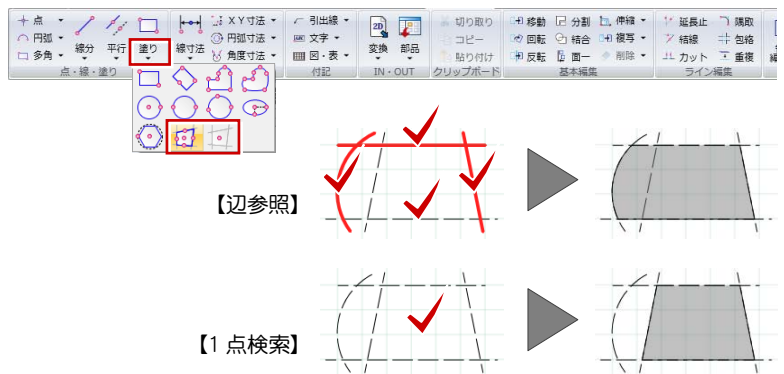 点 線分 平行 塗り 線寸法 XY寸法 引出線 2D 変換 部品 切り取り 移動 分割 伸縮 延長止 隅取
円弧 円弧寸法 文字 コピー 回転 結合 複写 結線 包絡
多角 角度寸法 図・表 貼り付け 反転 面一 削除 カット 重複
点・線・塗り 付記 IN・OUT クリップボード 基本編集 ライン編集
【辺参照】
【1点検索】